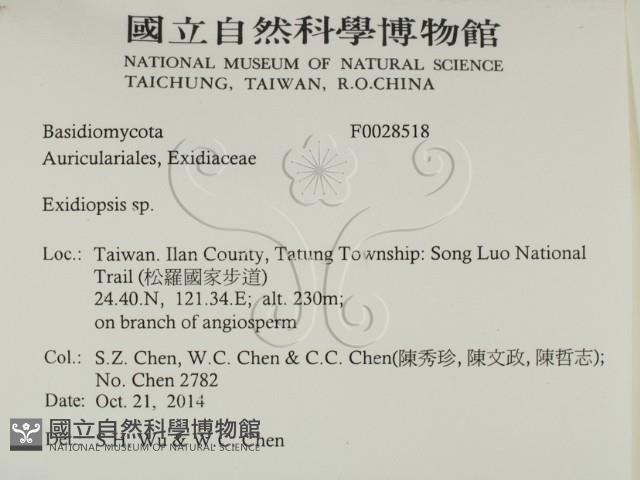 國立自然科學博物館
NATIONAL MUSEUM OF NATURAL SCIENCE
TAICHUNG, TAIWAN, R.O.CHINA
Basidiomycota F0028518
Auriculariales, Exidiaceae
Exidiopsis sp.
Loc.: Taiwan. Ilan County, Tatung Township: Song Luo National
Trail (松羅國家步道)
24.40.N, 121.34.E; alt. 230m;
on branch of angiosperm
Col.: S.Z. Chen, W.C. Chen & C.C. Chen(陳秀珍, 陳文政, 陳哲志);
No. Chen 2782
Date: Oct. 21, 2014
Det.: S.H. Wu & W.C. Chen
國立自然科學博物館
NATIONAL MUSEUM OF NATURAL SCIENCE